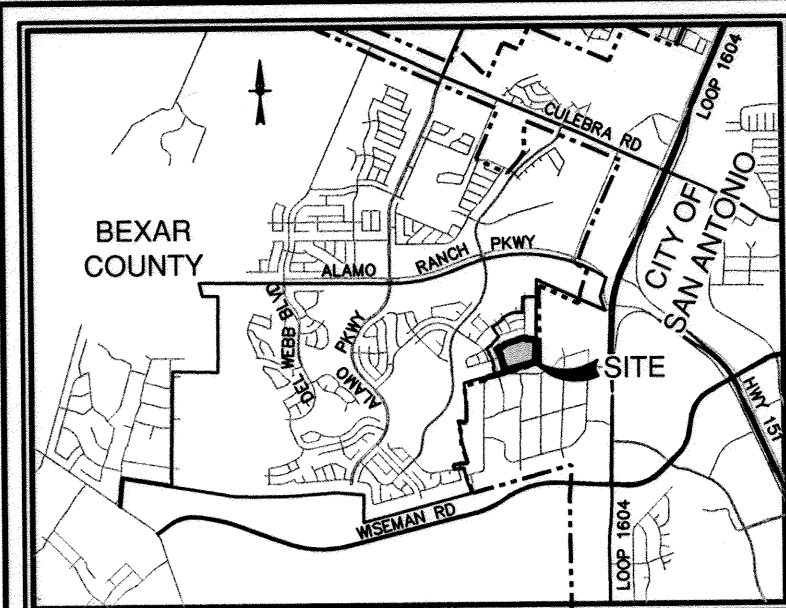 LOOP 1604
CULEBRA RD
CITY OF
SAN ANTONIO
BEXAR
COUNTY
ALAMO RANCH PKWY
DEL WEBB BLVD
ALAMO PKWY
SITE
HWY 151
WISEMAN RD
LOOP 1604